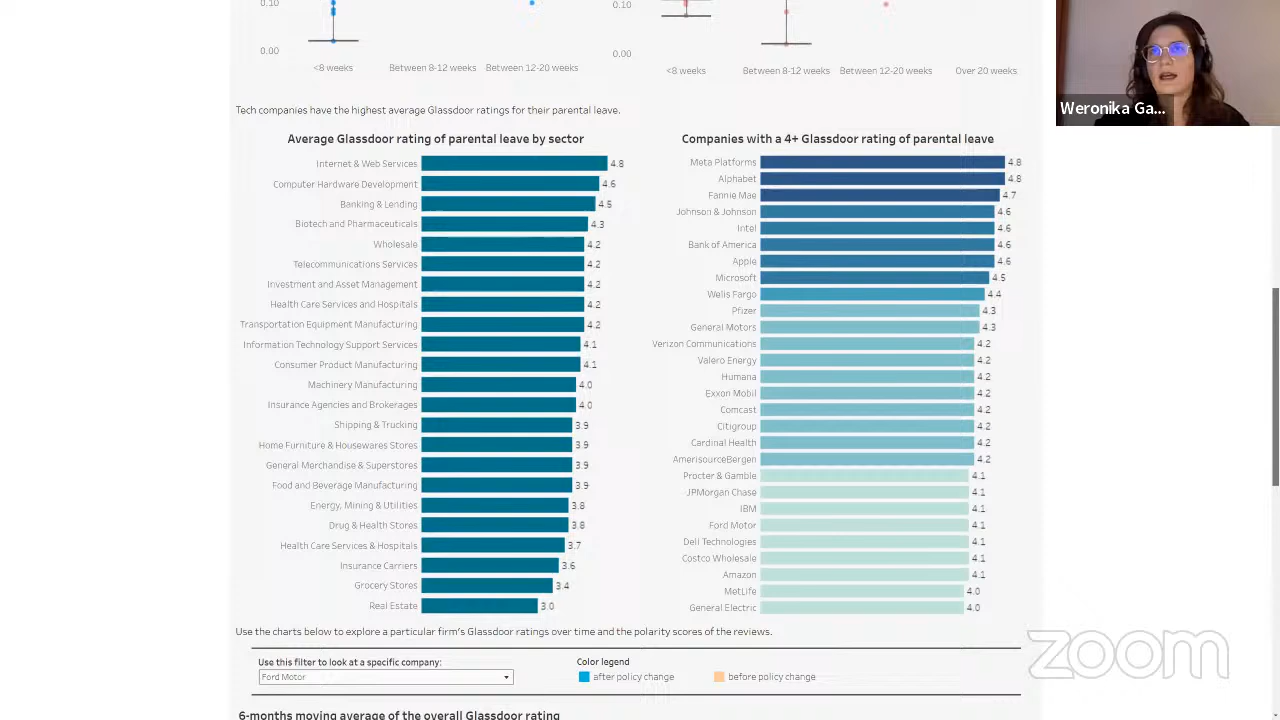 0.10
0.00
<8 weeks
Between 8-12 weeks
Between 12-20 weeks
0.10
0.00
<8 weeks
Between 8-12 weeks
Between 12-20 weeks
Over 20 weeks
Weronika Ga...
Tech companies have the highest average Glassdoor ratings for their parental leave.
Average Glassdoor rating of parental leave by sector
Internet & Web Services 4.8
Computer Hardware Development 4.6
Banking & Lending 4.5
Biotech and Pharmaceuticals 4.3
Wholesale 4.2
Telecommunications Services 4.2
Investment and Asset Management 4.2
Health Care Services and Hospitals 4.2
Transportation Equipment Manufacturing 4.2
Information Technology Support Services 4.1
Consumer Product Manufacturing 4.1
Machinery Manufacturing 4.0
Insurance Agencies and Brokerages 4.0
Shipping & Trucking 3.9
Home Furniture & Housewares Stores 3.9
General Merchandise & Superstores 3.9
Food and Beverage Manufacturing 3.9
Energy, Mining & Utilities 3.8
Drug & Health Stores 3.8
Health Care Services & Hospitals 3.7
Insurance Carriers 3.6
Grocery Stores 3.4
Real Estate 3.0
Companies with a 4+ Glassdoor rating of parental leave
Meta Platforms 4.8
Alphabet 4.8
Fannie Mae 4.7
Johnson & Johnson 4.6
Intel 4.6
Bank of America 4.6
Apple 4.6
Microsoft 4.5
Wells Fargo 4.4
Pfizer 4.3
General Motors 4.3
Verizon Communications 4.2
Valero Energy 4.2
Humana 4.2
Exxon Mobil 4.2
Comcast 4.2
Citigroup 4.2
Cardinal Health 4.2
AmerisourceBergen 4.2
Procter & Gamble 4.1
JPMorgan Chase 4.1
IBM 4.1
Ford Motor 4.1
Dell Technologies 4.1
Costco Wholesale 4.1
Amazon 4.1
MetLife 4.0
General Electric 4.0
Use the charts below to explore a particular firm's Glassdoor ratings over time and the polarity scores of the reviews.
Use this filter to look at a specific company:
Ford Motor
Color legend
after policy change
before policy change
6-months moving average of the overall Glassdoor rating
zoom